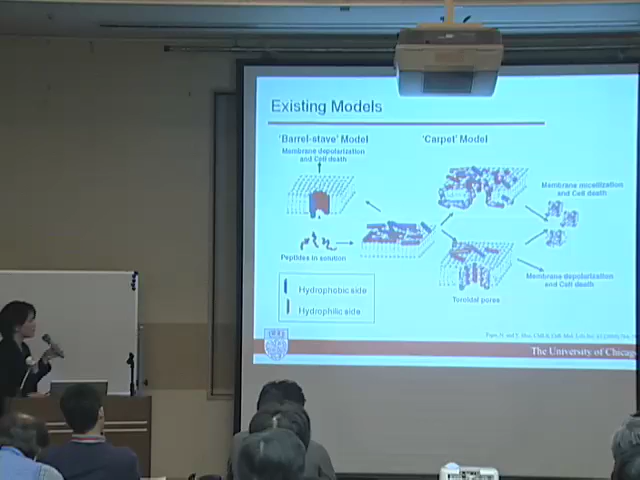 Existing Models
'Barrel-stave' Model
'Carpet' Model
Membrane depolarization
and Cell death
Membrane micellization
and Cell death
Peptides in solution
Membrane depolarization
and Cell death
Toroidal pores
Hydrophobic side
Hydrophilic side
The University of Chicago